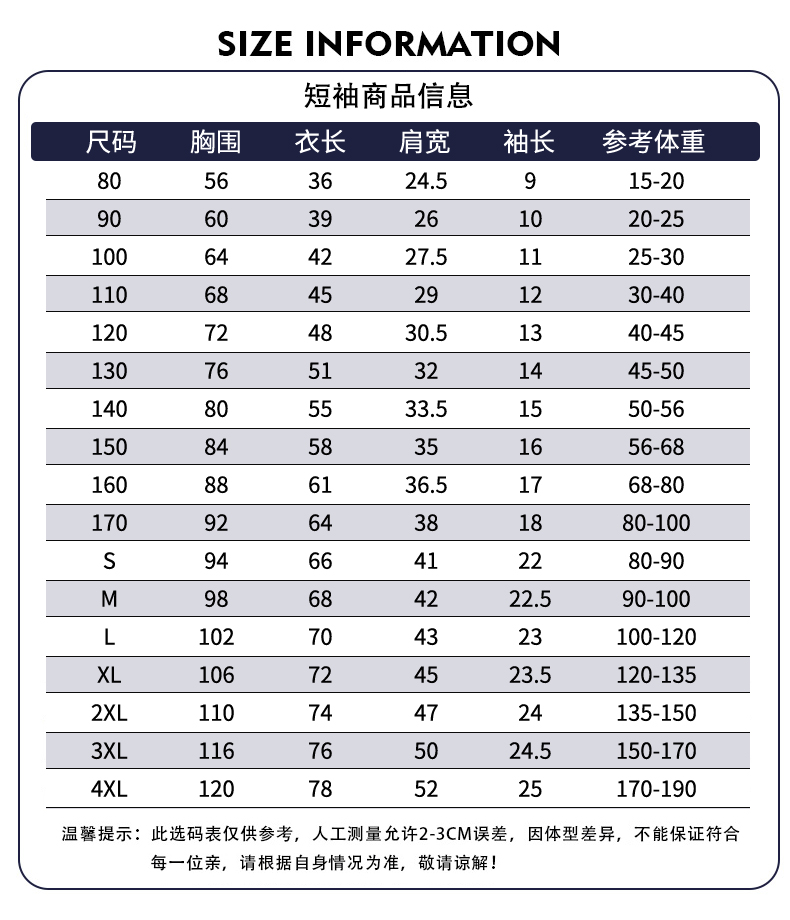 SIZE INFORMATION
短袖商品信息
尺码 胸围 衣长 肩宽 袖长 参考体重
80 56 36 24.5 9 15-20
90 60 39 26 10 20-25
100 64 42 27.5 11 25-30
110 68 45 29 12 30-40
120 72 48 30.5 13 40-45
130 76 51 32 14 45-50
140 80 55 33.5 15 50-56
150 84 58 35 16 56-68
160 88 61 36.5 17 68-80
170 92 64 38 18 80-100
S 94 66 41 22 80-90
M 98 68 42 22.5 90-100
L 102 70 43 23 100-120
XL 106 72 45 23.5 120-135
2XL 110 74 47 24 135-150
3XL 116 76 50 24.5 150-170
4XL 120 78 52 25 170-190
温馨提示：此选码表仅供参考，人工测量允许2-3CM误差，因体型差异，不能保证符合
每一位亲，请根据自身情况为准，敬请谅解！